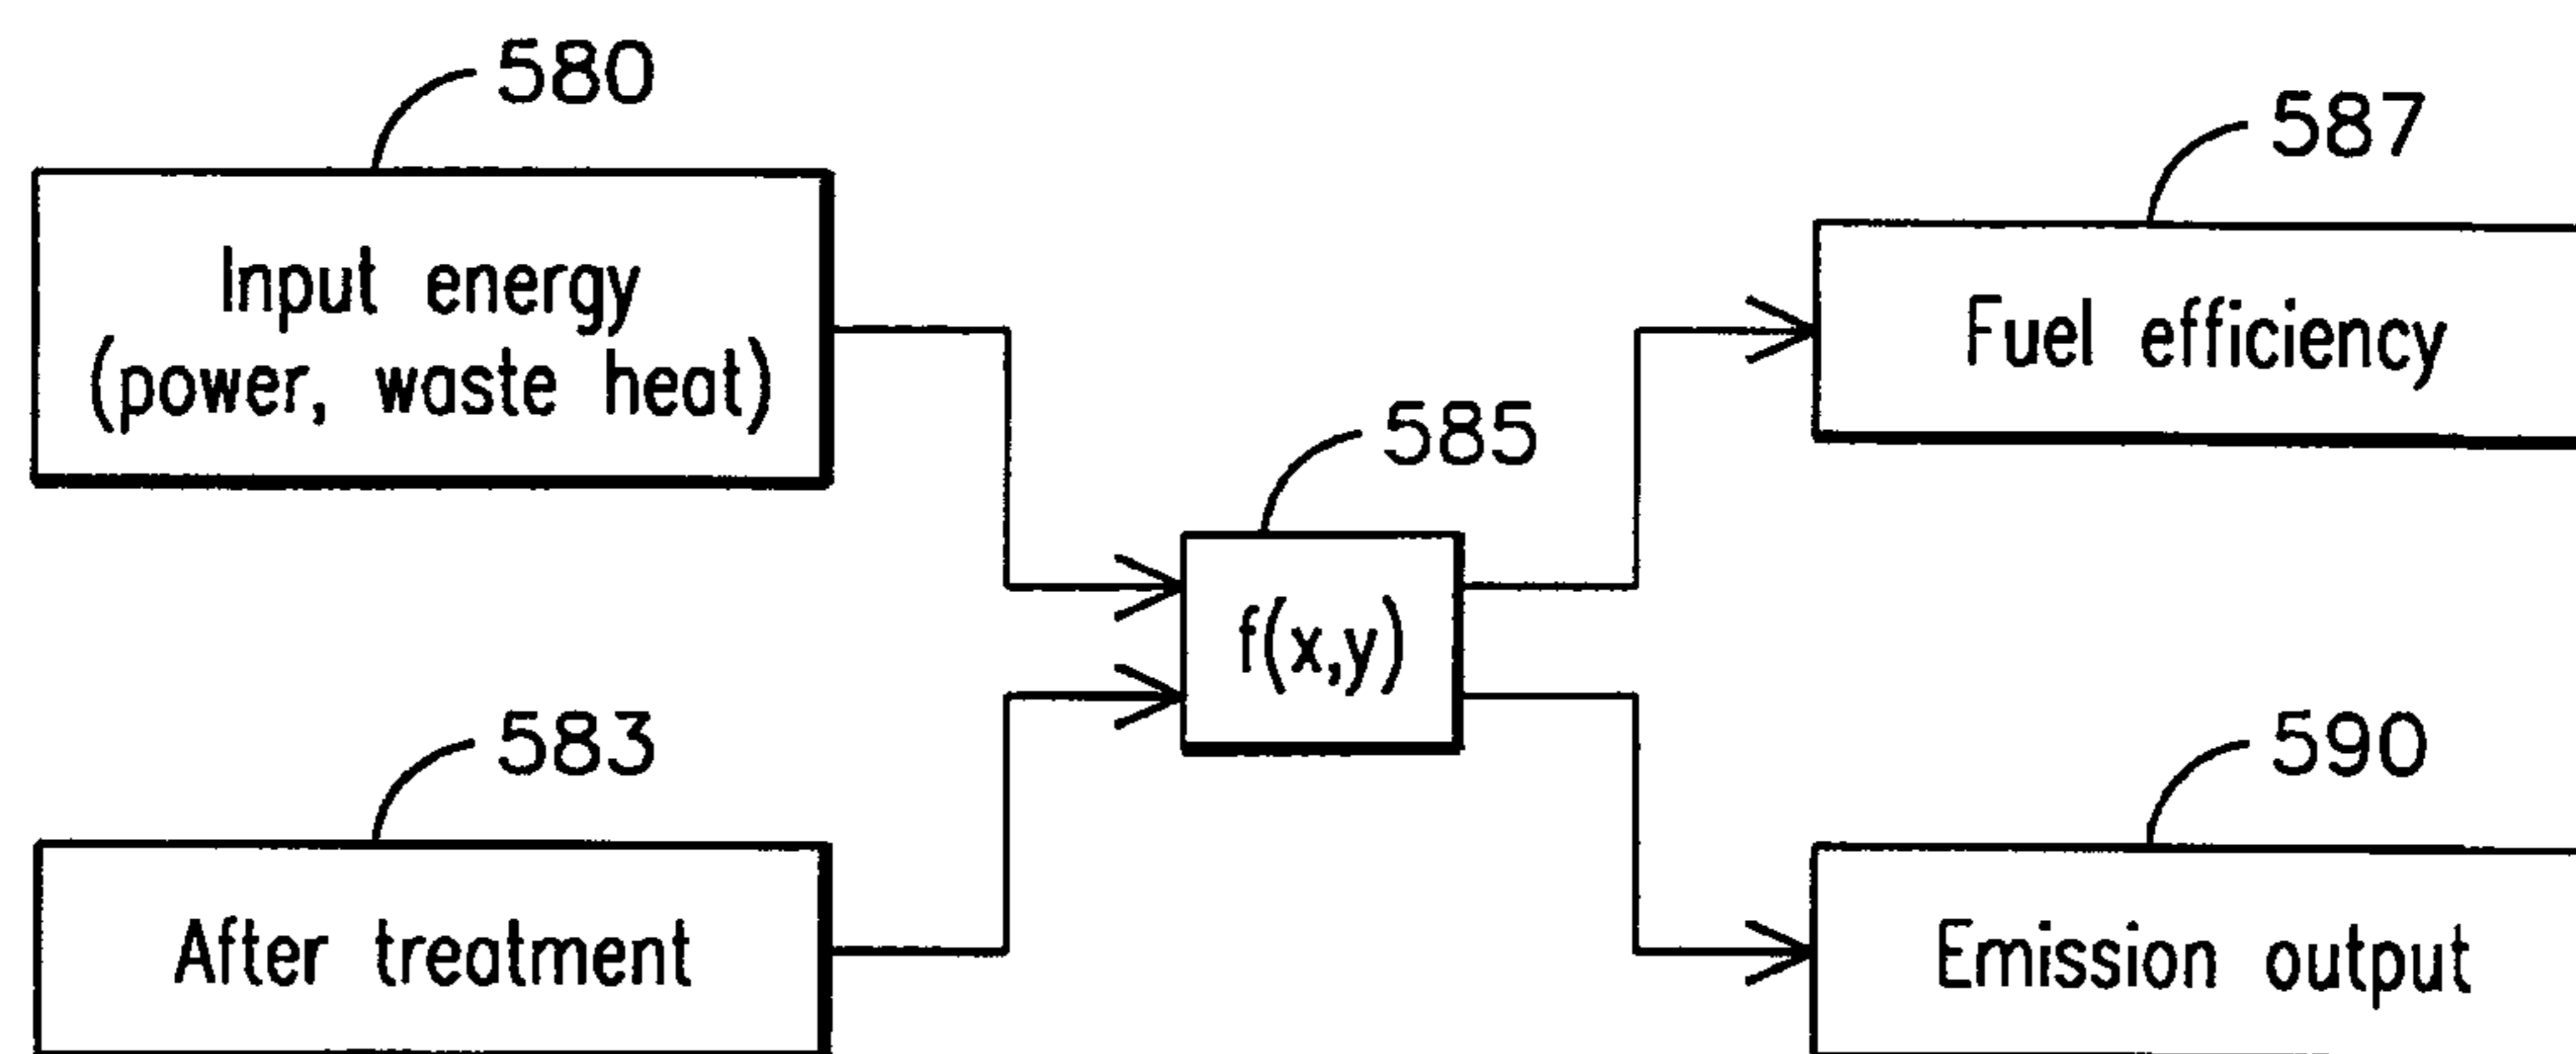 580
Input energy
(power, waste heat)
587
Fuel efficiency
585
f(x,y)
583
After treatment
590
Emission output